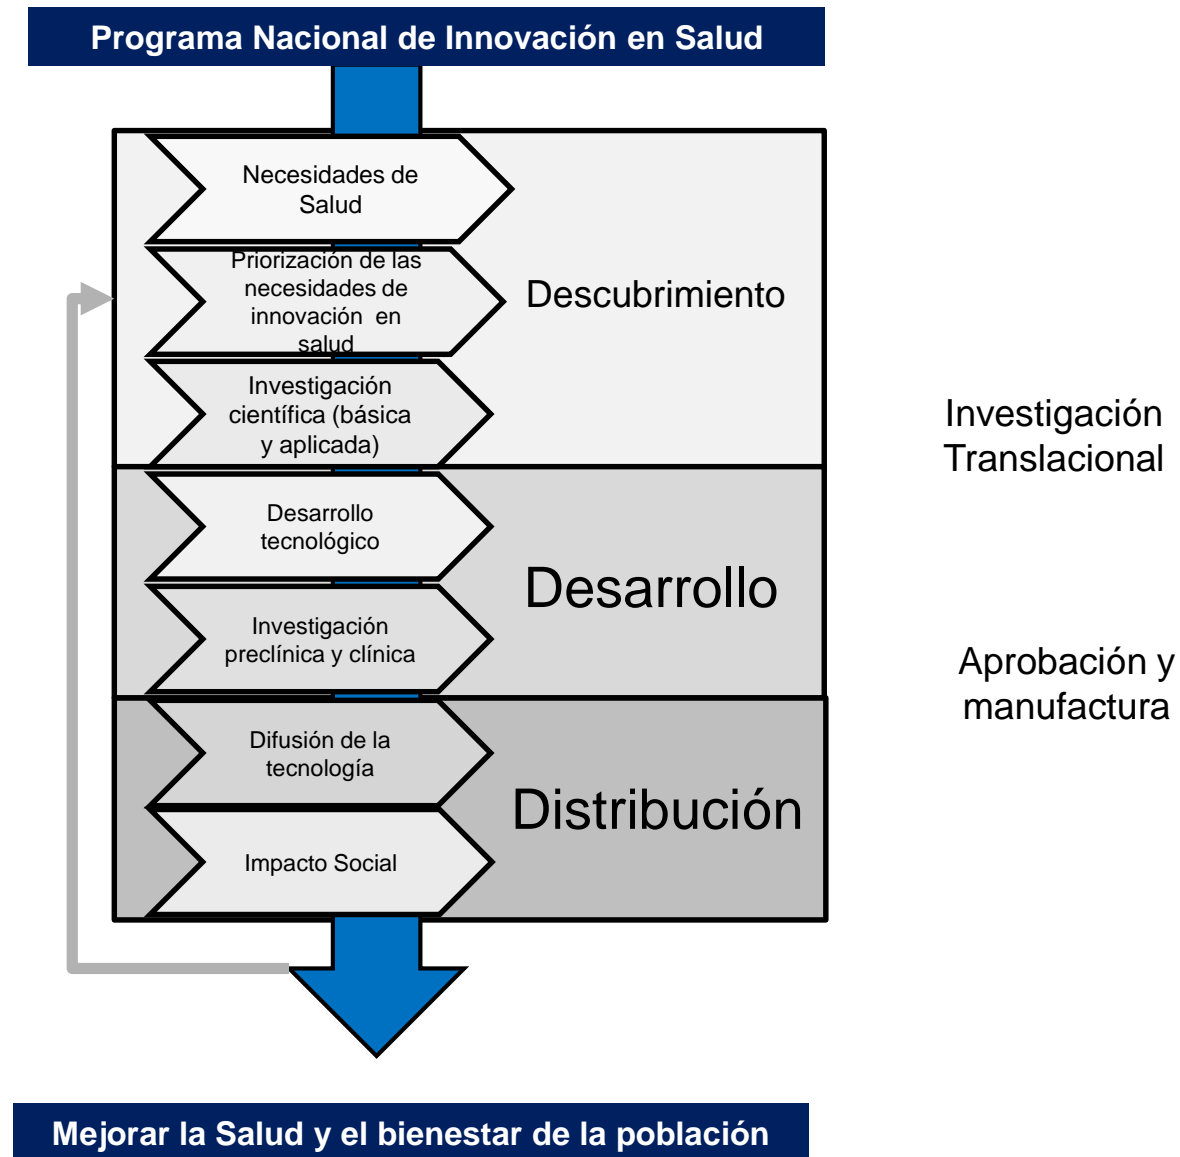 Programa Nacional de Innovación en Salud
Necesidades de
Salud
Priorización de las
necesidades de
innovación en
salud
Descubrimiento
Investigación
científica (básica
y aplicada)
Investigación
Translacional
Desarrollo
tecnológico
Desarrollo
Investigación
preclínica y clínica
Aprobación y
manufactura
Difusión de la
tecnología
Distribución
Impacto Social
Mejorar la Salud y el bienestar de la población